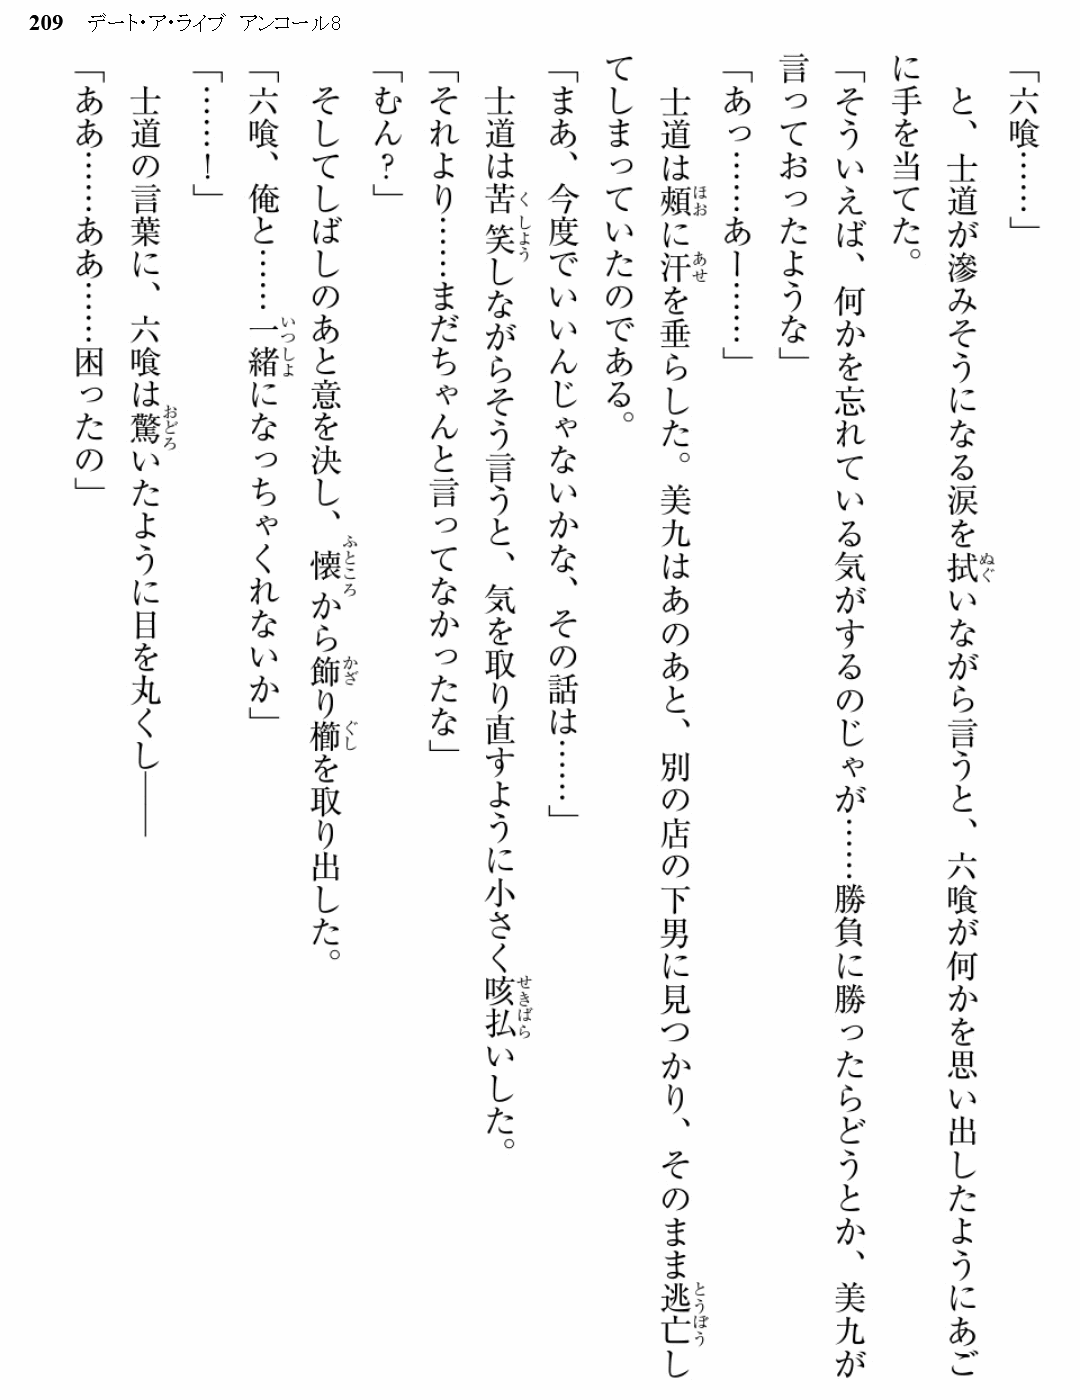 209 デート・ア・ライブ アンコール8
「六喰……」
と、士道が滲みそうになる涙を拭いながら言うと、六喰が何かを思い出したようにあご
に手を当てた。
「そういえば、何かを忘れている気がするのじゃが……勝負に勝ったらどうとか、美九が
言っておったような」
「あっ……あー……」
士道は頰に汗を垂らした。美九はあのあと、別の店の下男に見つかり、そのまま逃亡し
てしまっていたのである。
「まあ、今度でいいんじゃないかな、その話は……」
士道は苦笑しながらそう言うと、気を取り直すように小さく咳払いした。
「それより……まだちゃんと言ってなかったな」
「むん?」
そしてしばしのあと意を決し、懐から飾り櫛を取り出した。
「六喰、俺と……一緒になっちゃくれないか」
「……!」
士道の言葉に、六喰は驚いたように目を丸くし――
「ああ……ああ……困ったの」